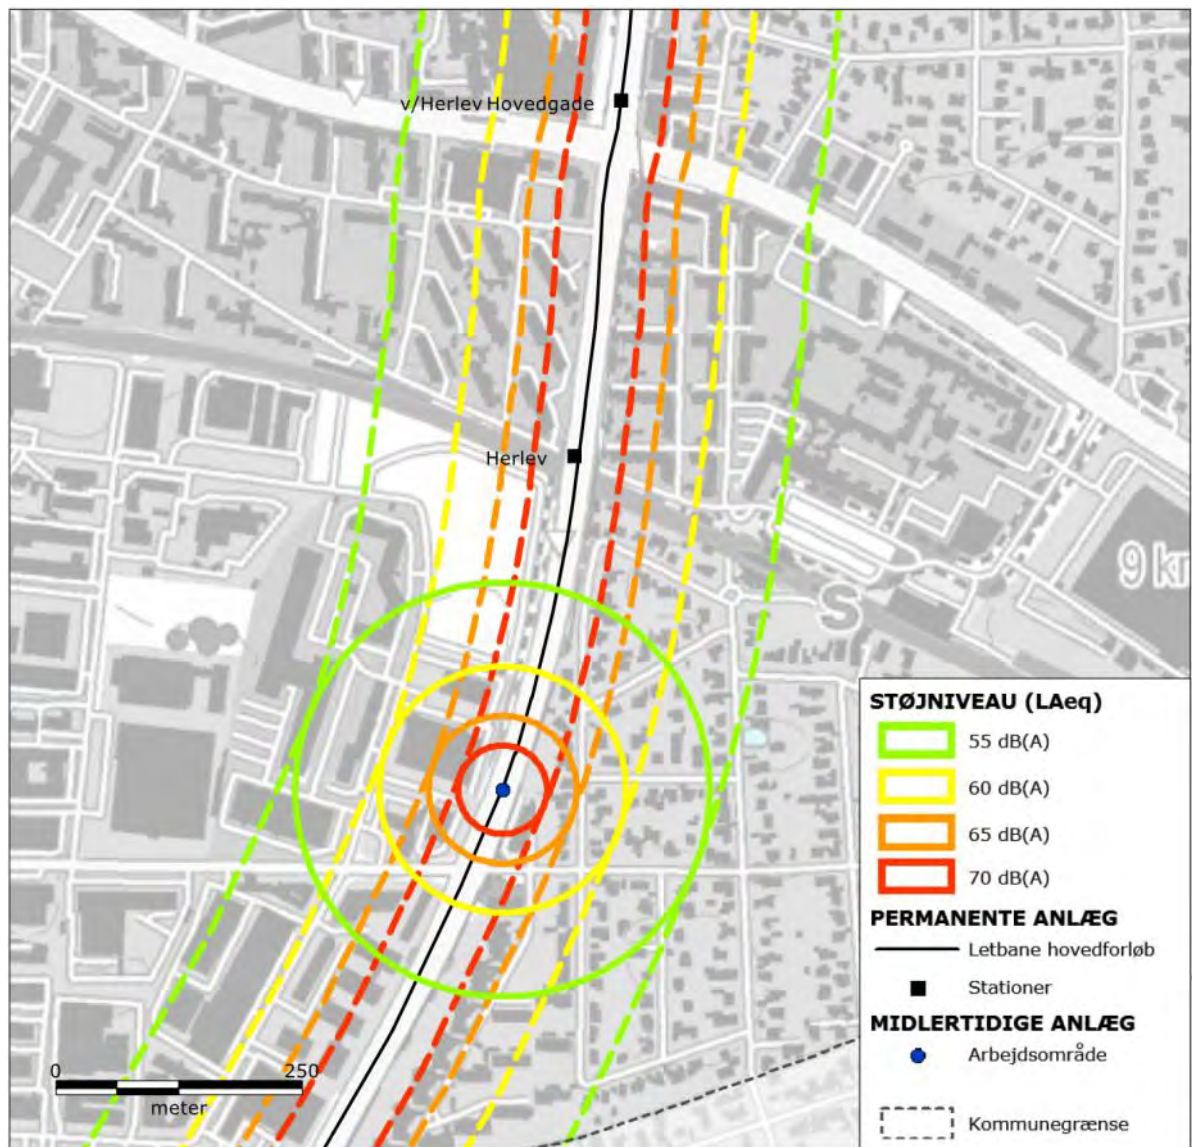 v/Herlev Hovedgade
Herlev
9 km
S
STØJNIVEAU (LAeq)
55 dB(A)
60 dB(A)
65 dB(A)
70 dB(A)
PERMANENTE ANLÆG
Letbane hovedforløb
Stationer
MIDLERTIDIGE ANLÆG
Arbejdsområde
Kommunegrænse
0 250
meter